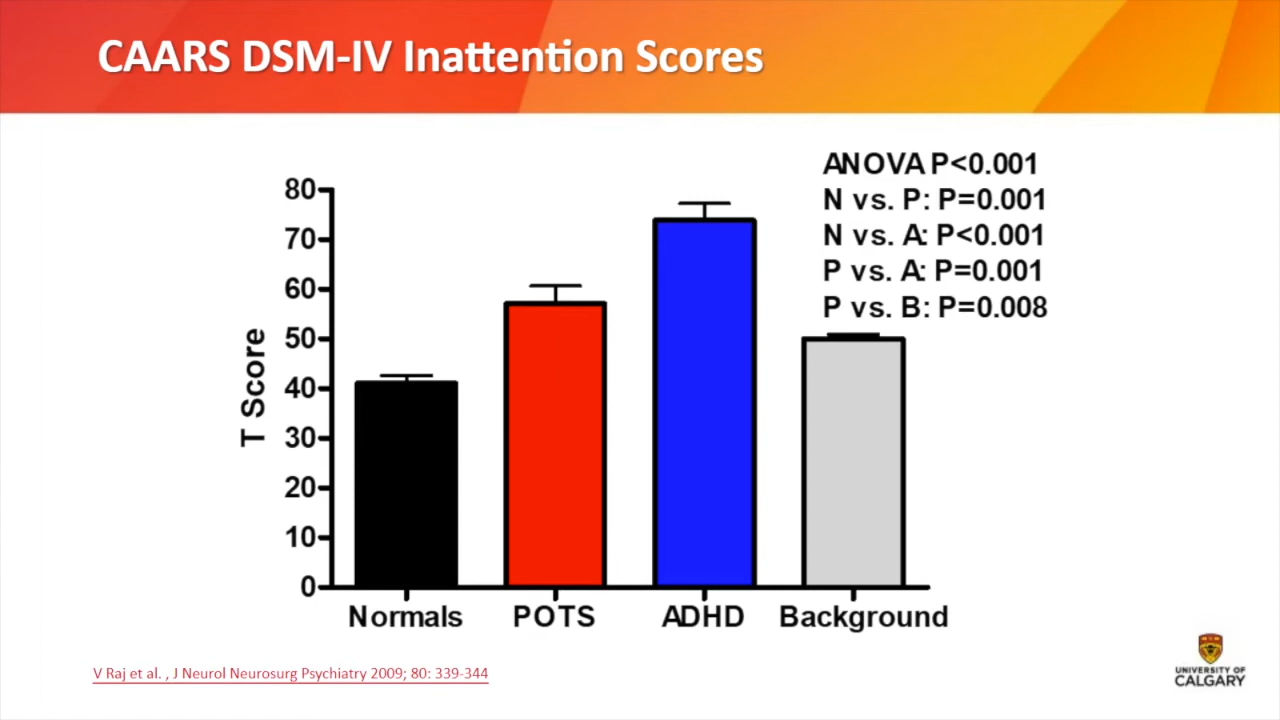 CAARS DSM-IV Inattention Scores
ANOVA P<0.001
N vs. P: P=0.001
N vs. A: P<0.001
P vs. A: P=0.001
P vs. B: P=0.008
80
70
60
50
40
30
20
10
0
T Score
Normals POTS ADHD Background
V Raj et al. , J Neurol Neurosurg Psychiatry 2009; 80: 339-344
UNIVERSITY OF
CALGARY